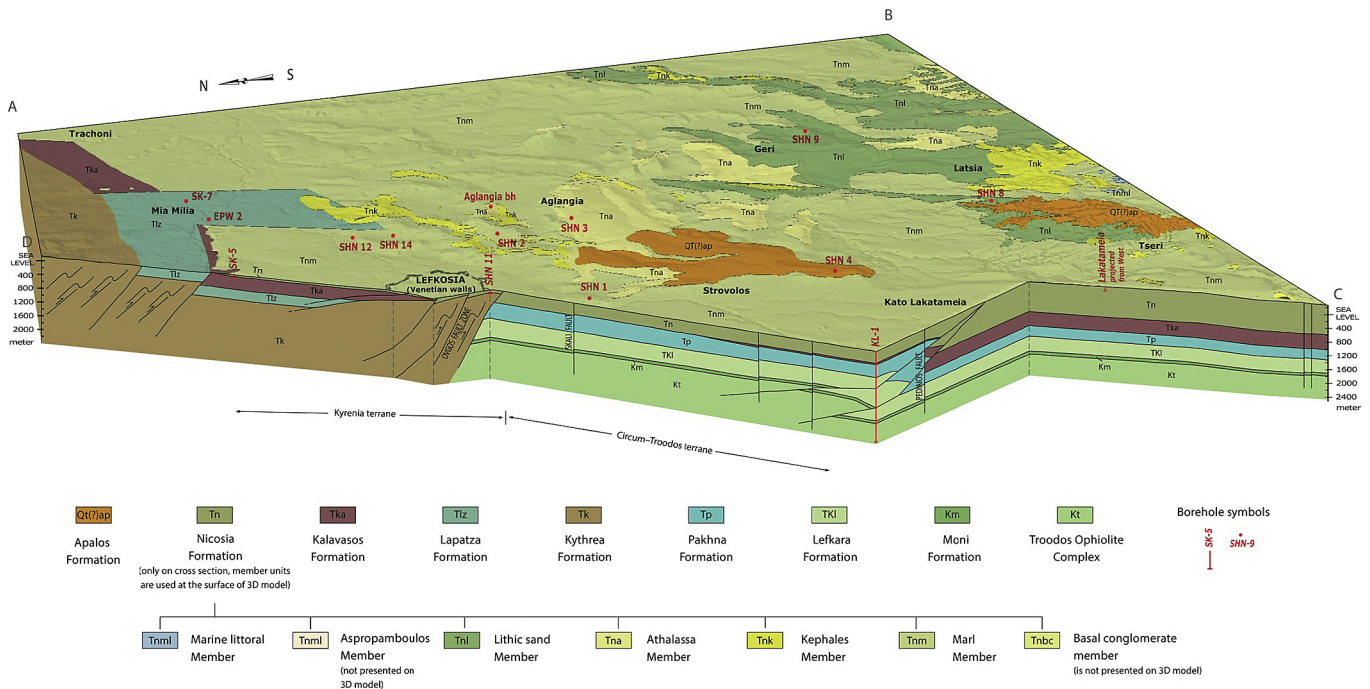 B
N
S
A
Trachoni
Tnl
Tnk
Tnm
Tna
Tnl
Tnm
SHN 9
Geri
Tnl
Tna
Latsia
Tnk
Tka
Tna
SK-7
Mia Milia
EPW 2
Tlz
Tk
Tnk
Aglangia bh
Tna
Tnk
Aglangia
SHN 3
Tna
Tna
SHN 8
Tnml
QT(?)ap
Tnl
Tseri
Tnk
D
SEA
LEVEL
400
800
1200
1600
2000
meter
SK-5
SHN 12
SHN 14
SHN 2
SHN 11
QT(?)ap
SHN 4
Lakatameia
projected
from West
Tnm
Tlz
Tn
Tnm
LEFKOSIA
(Venetian walls)
Tna
SHN 1
Strovolos
Tnm
Kato Lakatameia
C
SEA
LEVEL
400
800
1200
1600
2000
2400
meter
Tka
Tlz
Tk
OVGOS FAULT ZONE
SKALI FAULT
Tn
Tp
TKl
Km
Kt
KL-1
PEDHIEOS FAULT
Tn
Tka
Tp
TKl
Km
Kt
Kyrenia terrane
Circum–Troodos terrane
Qt(?)ap
Apalos
Formation
Tn
Nicosia
Formation
(only on cross section, member units
are used at the surface of 3D model)
Tka
Kalavasos
Formation
Tlz
Lapatza
Formation
Tk
Kythrea
Formation
Tp
Pakhna
Formation
TKl
Lefkara
Formation
Km
Moni
Formation
Kt
Troodos Ophiolite
Complex
Borehole symbols
SK-5
SHN-9
Tnml
Marine littoral
Member
Tnml
Aspropamboulos
Member
(not presented on
3D model)
Tnl
Lithic sand
Member
Tna
Athalassa
Member
Tnk
Kephales
Member
Tnm
Marl
Member
Tnbc
Basal conglomerate
member
(is not presented on 3D model)